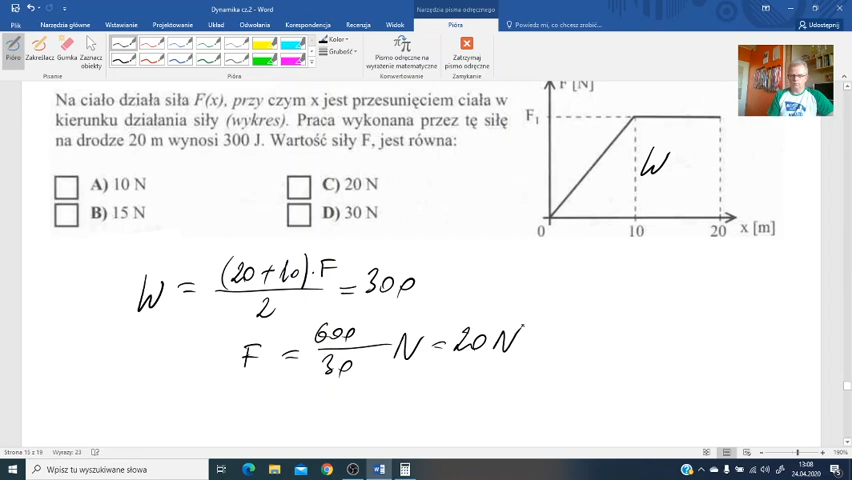 Dynamika cz.2 - Word
Narzędzia pisma odręcznego
Plik Narzędzia główne Wstawianie Projektowanie Układ Odwołania Korespondencja Recenzja Widok Pióra Powiedz mi, co chcesz zrobić... Udostępnij
Pióro Zakreślacz Gumka Zaznacz obiekty
Kolor
Grubość
Pismo odręczne na wyrażenie matematyczne
Zatrzymaj pismo odręczne
Pisanie Pióra Konwertowanie Zamykanie
Na ciało działa siła F(x), przy czym x jest przesunięciem ciała w
kierunku działania siły (wykres). Praca wykonana przez tę siłę
na drodze 20 m wynosi 300 J. Wartość siły F, jest równa:
A) 10 N
C) 20 N
B) 15 N
D) 30 N
F [N]
F1
W
0 10 20 x [m]
W = (20+10)·F / 2 = 300
F = 600 / 30 N = 20 N
Strona 15 z 19 Wyrazy: 23
190%
Wpisz tu wyszukiwane słowo
13:08
24.04.2020